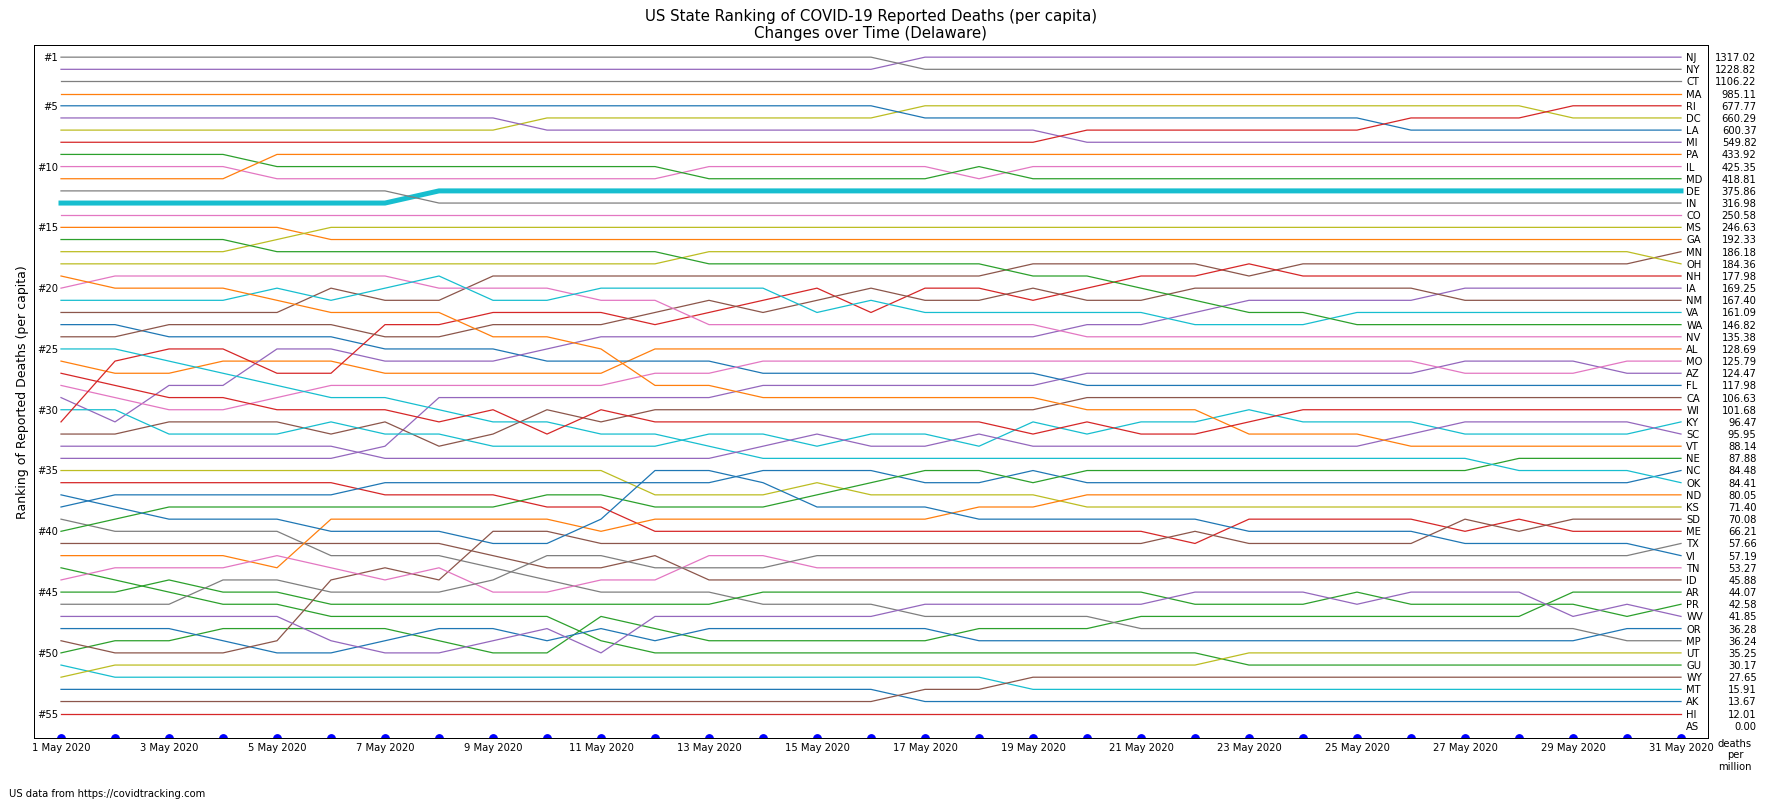 US State Ranking of COVID-19 Reported Deaths (per capita)
Changes over Time (Delaware)
Ranking of Reported Deaths (per capita)
#1
#5
#10
#15
#20
#25
#30
#35
#40
#45
#50
#55
NJ 1317.02
NY 1228.82
CT 1106.22
MA 985.11
RI 677.77
DC 660.29
LA 600.37
MI 549.82
PA 433.92
IL 425.35
MD 418.81
DE 375.86
IN 316.98
CO 250.58
MS 246.63
GA 192.33
MN 186.18
OH 184.36
NH 177.98
IA 169.25
NM 167.40
VA 161.09
WA 146.82
NV 135.38
AL 128.69
MO 125.79
AZ 124.47
FL 117.98
CA 106.63
WI 101.68
KY 96.47
SC 95.95
VT 88.14
NE 87.88
NC 84.48
OK 84.41
ND 80.05
KS 71.40
SD 70.08
ME 66.21
TX 57.66
VI 57.19
TN 53.27
ID 45.88
AR 44.07
PR 42.58
WV 41.85
OR 36.28
MP 36.24
UT 35.25
GU 30.17
WY 27.65
MT 15.91
AK 13.67
HI 12.01
AS 0.00
1 May 2020 3 May 2020 5 May 2020 7 May 2020 9 May 2020 11 May 2020 13 May 2020 15 May 2020 17 May 2020 19 May 2020 21 May 2020 23 May 2020 25 May 2020 27 May 2020 29 May 2020 31 May 2020
deaths
per
million
US data from https://covidtracking.com